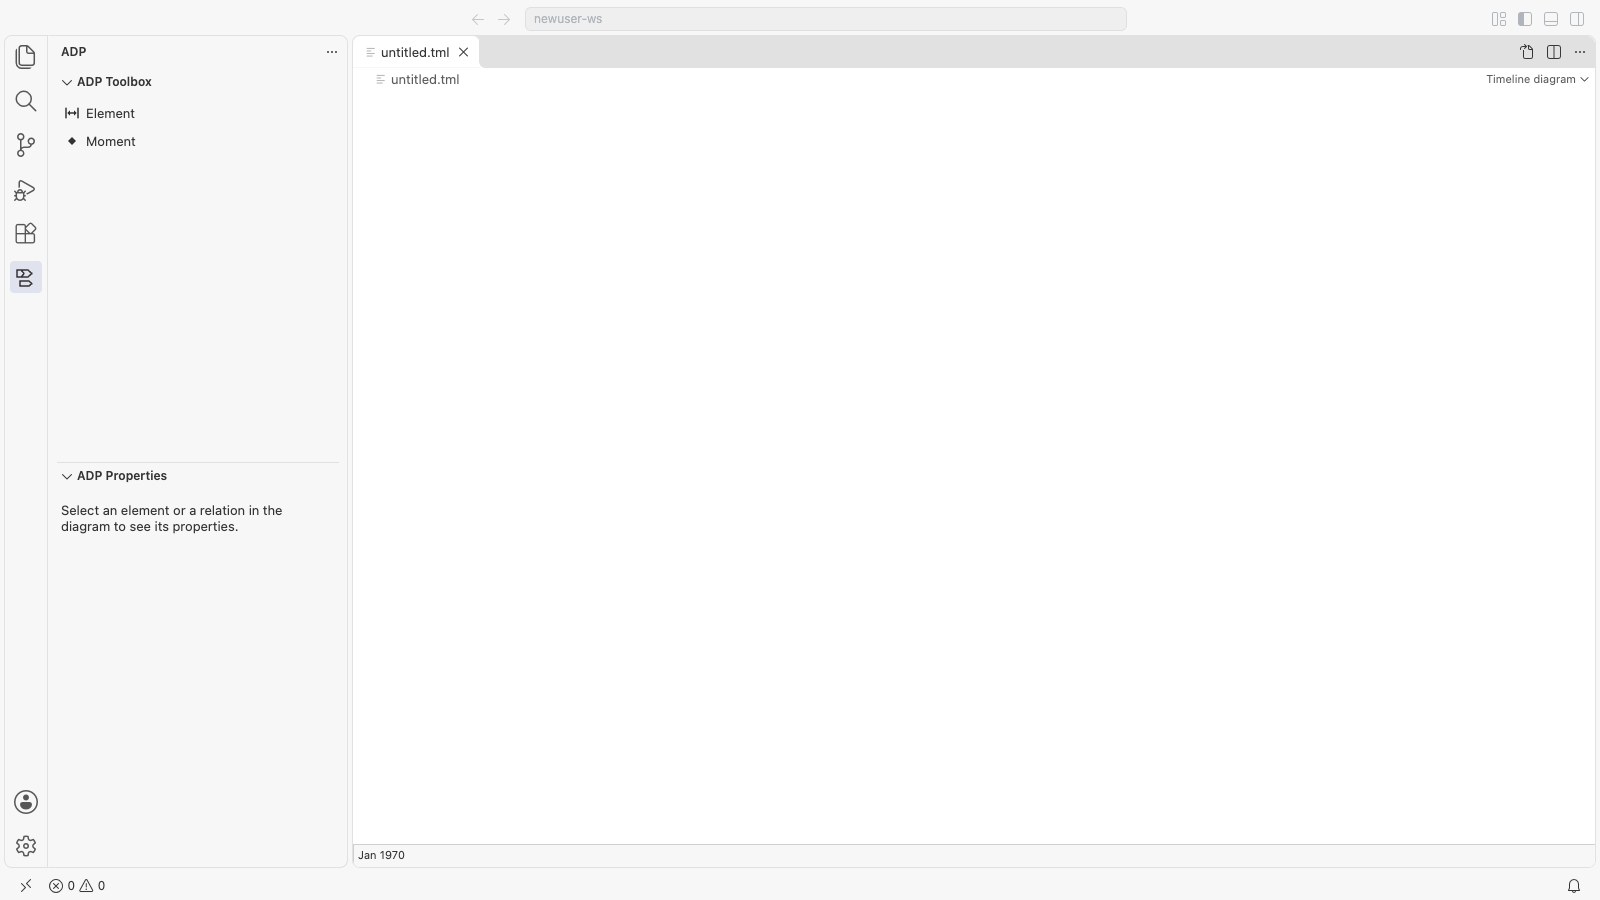 newuser-ws
ADP
ADP Toolbox
Element
Moment
ADP Properties
Select an element or a relation in the
diagram to see its properties.
untitled.tml
untitled.tml
Timeline diagram
Jan 1970
0 0